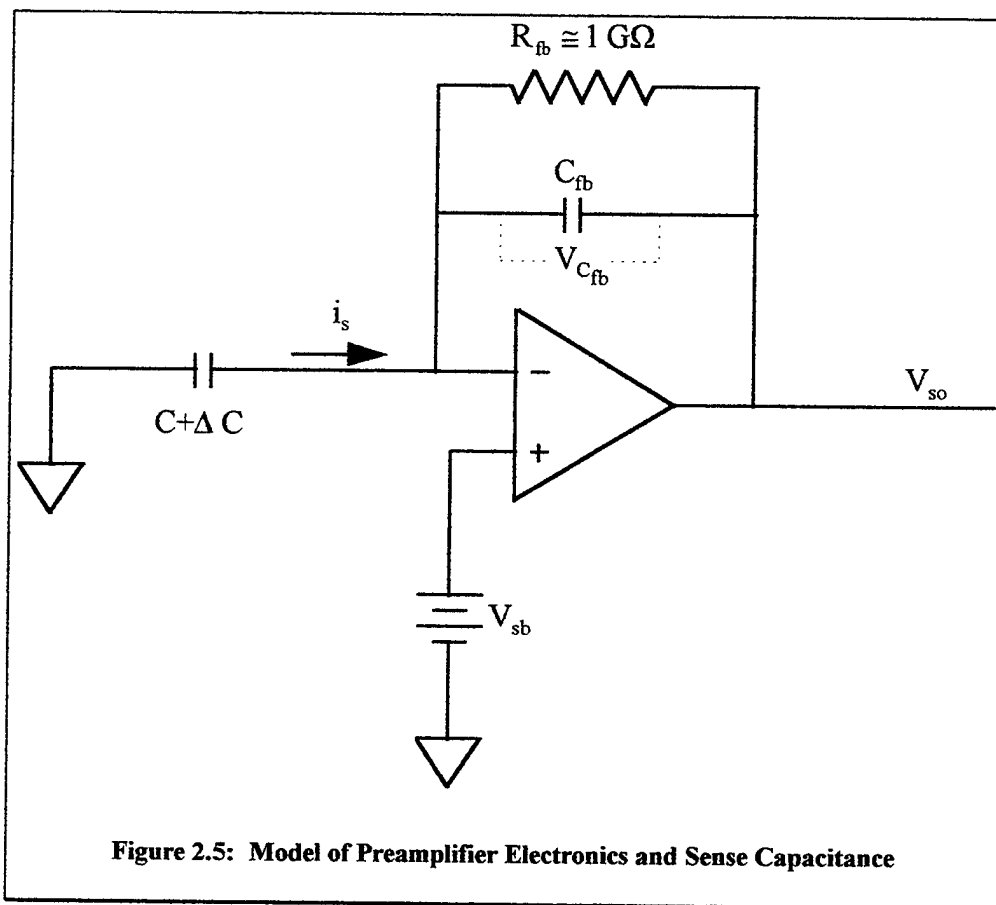 R_fb ≅ 1 GΩ
C_fb
V_C_fb
i_s
−
V_so
C+Δ C
+
V_sb
Figure 2.5: Model of Preamplifier Electronics and Sense Capacitance